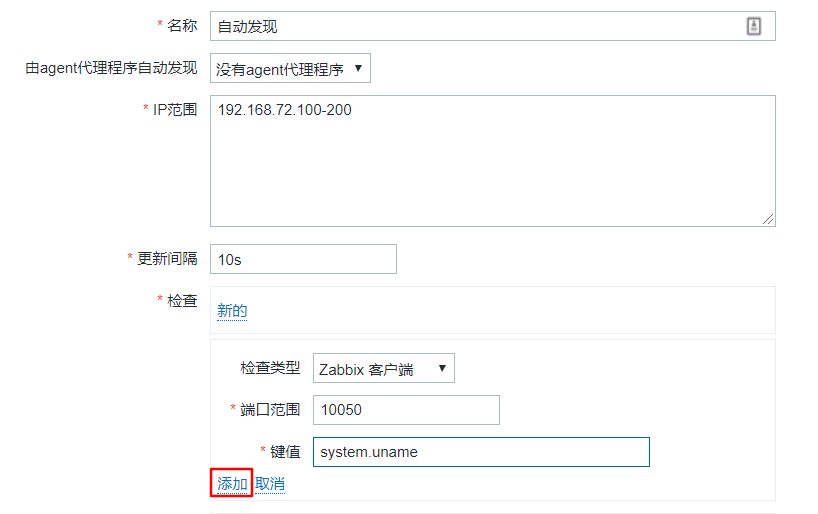 * 名称 自动发现
由agent代理程序自动发现 没有agent代理程序
* IP范围 192.168.72.100-200
* 更新间隔 10s
* 检查 新的
检查类型 Zabbix 客户端
* 端口范围 10050
* 键值 system.uname
添加 取消